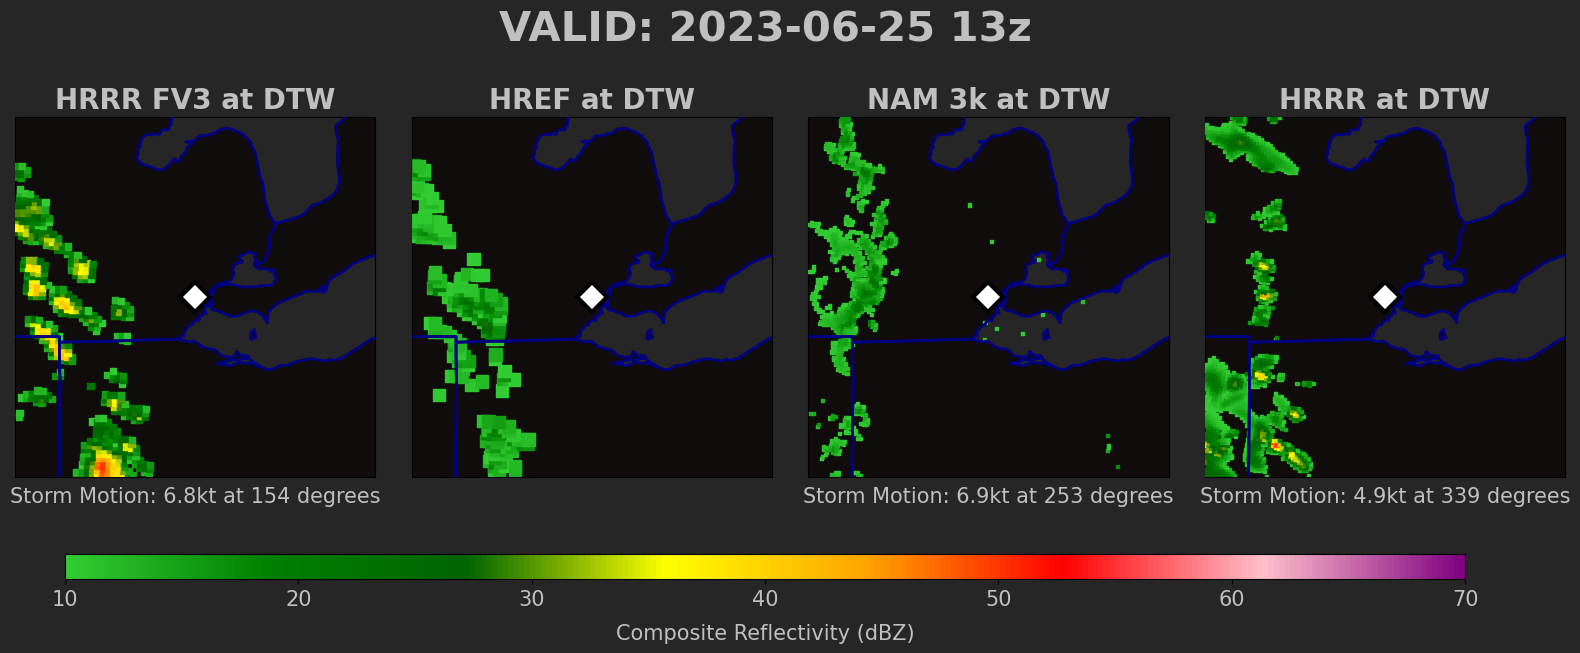 VALID: 2023-06-25 13z
HRRR FV3 at DTW
HREF at DTW
NAM 3k at DTW
HRRR at DTW
Storm Motion: 6.8kt at 154 degrees
Storm Motion: 6.9kt at 253 degrees
Storm Motion: 4.9kt at 339 degrees
10 20 30 40 50 60 70
Composite Reflectivity (dBZ)